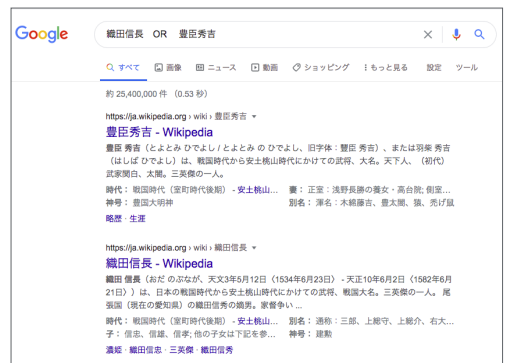 Google
織田信長　OR　豊臣秀吉
すべて 画像 ニュース 動画 ショッピング もっと見る 設定 ツール
約 25,400,000 件 （0.53 秒）
https://ja.wikipedia.org › wiki › 豊臣秀吉
豊臣秀吉 - Wikipedia
豊臣 秀吉（とよとみ ひでよし / とよとみ の ひでよし、旧字体：豐臣 秀吉）、または羽柴 秀吉
（はしば ひでよし）は、戦国時代から安土桃山時代にかけての武将、大名。天下人、（初代）
武家関白、太閤。三英傑の一人。
時代： 戦国時代（室町時代後期） - 安土桃山... 妻： 正室：浅野長勝の養女・高台院; 側室...
神号： 豊国大明神 別名： 渾名：木綿藤吉、豊太閤、猿、禿げ鼠
略歴 · 生涯
https://ja.wikipedia.org › wiki › 織田信長
織田信長 - Wikipedia
織田 信長（おだ のぶなが、天文3年5月12日〈1534年6月23日〉 - 天正10年6月2日〈1582年6月
21日〉）は、日本の戦国時代から安土桃山時代にかけての武将、戦国大名。三英傑の一人。 尾
張国（現在の愛知県）の織田信秀の嫡男。家督争い ...
時代： 戦国時代（室町時代後期） - 安土桃山... 別名： 通称：三郎、上総守、上総介、右大...
子： 信忠、信雄、信孝; 他の子女は下記を参... 神号： 建勲
濃姫 · 織田信忠 · 三英傑 · 織田信秀